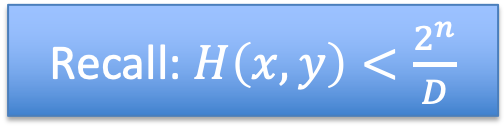 Recall: H(x, y) < 2^n / D